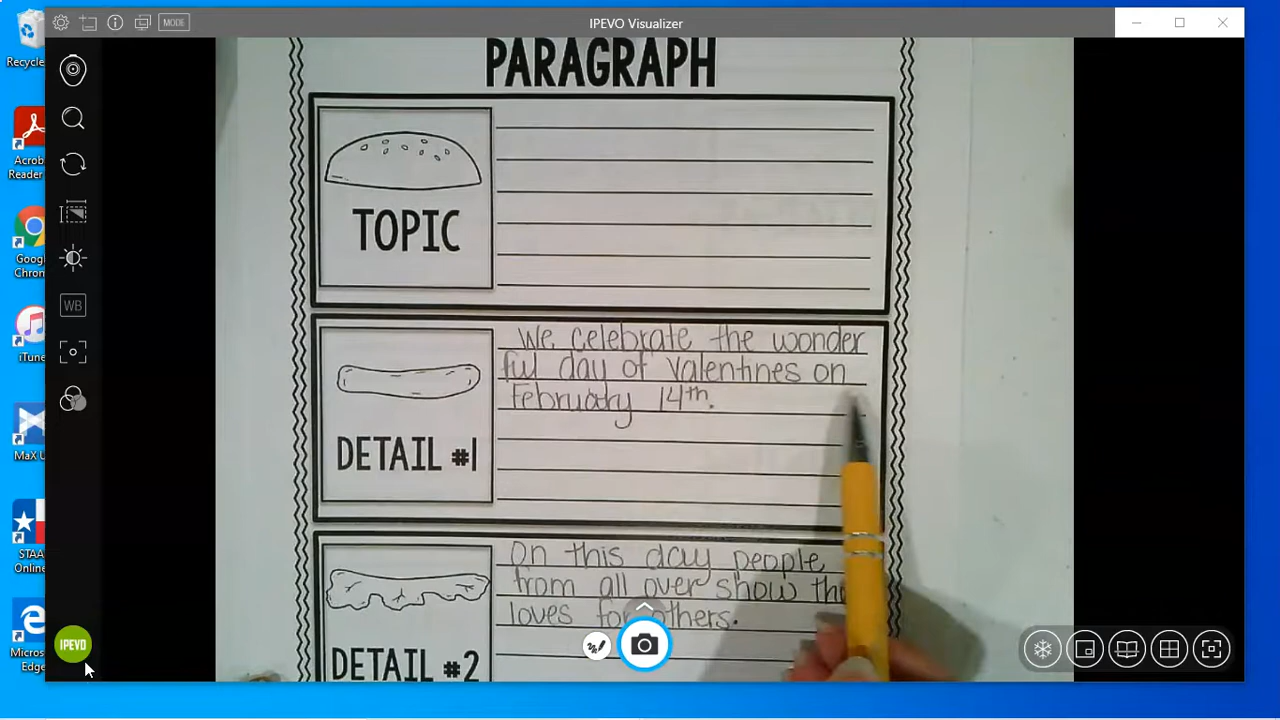 IPEVO Visualizer
MODE
Recycle
Acrob
Reader
Goog
Chron
iTune
MaX U
STAA
Online
Micros
Edge
WB
IPEVO
PARAGRAPH
TOPIC
We celebrate the wonder
ful day of Valentines on
February 14th.
DETAIL #1
On this day people
from all over show the
loves for others.
DETAIL #2